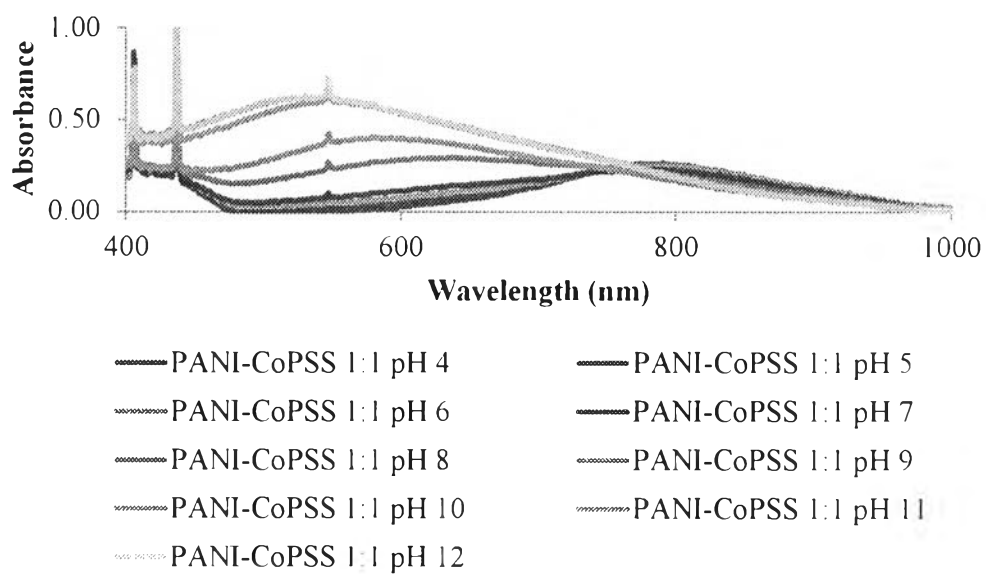 1.00
0.50
0.00
Absorbance
400
600
800
1000
Wavelength (nm)
PANI-CoPSS 1:1 pH 4
PANI-CoPSS 1:1 pH 5
PANI-CoPSS 1:1 pH 6
PANI-CoPSS 1:1 pH 7
PANI-CoPSS 1:1 pH 8
PANI-CoPSS 1:1 pH 9
PANI-CoPSS 1:1 pH 10
PANI-CoPSS 1:1 pH 11
PANI-CoPSS 1:1 pH 12